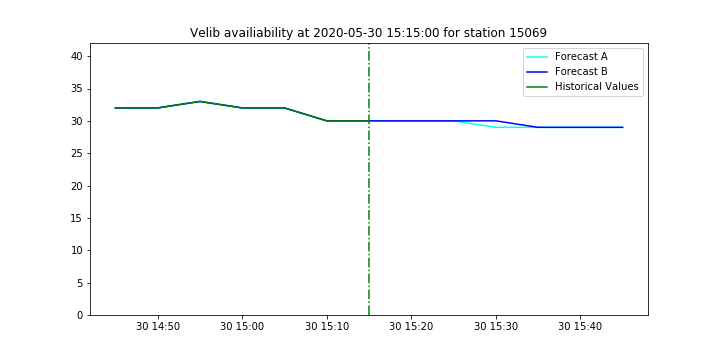 Velib availiability at 2020-05-30 15:15:00 for station 15069
Forecast A
Forecast B
Historical Values
40
35
30
25
20
15
10
5
0
30 14:50 30 15:00 30 15:10 30 15:20 30 15:30 30 15:40